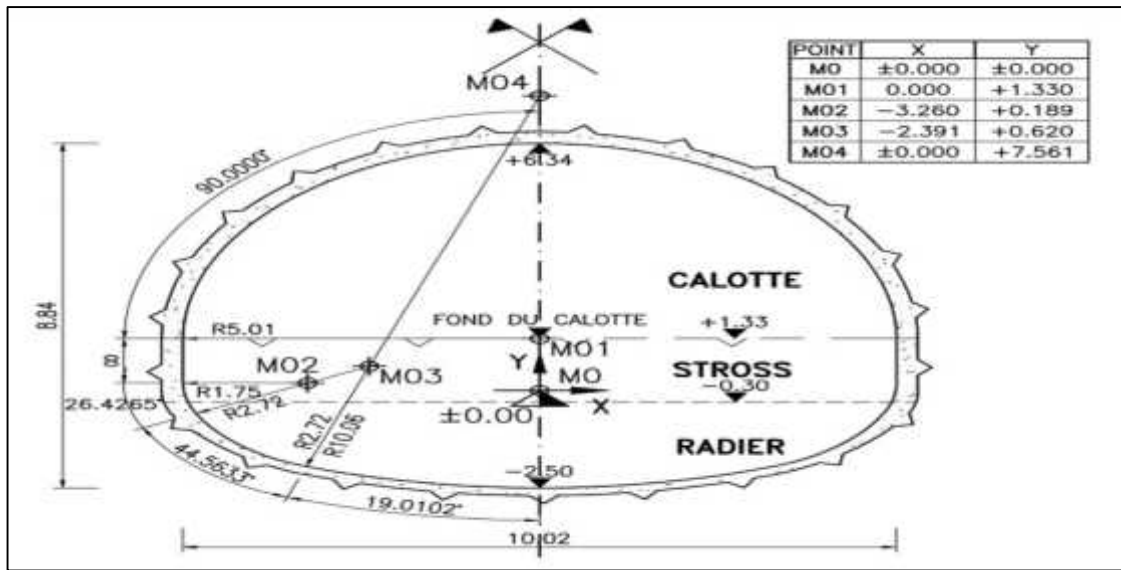 POINT X Y
M0 ±0.000 ±0.000
M01 0.000 +1.330
M02 -3.260 +0.189
M03 -2.391 +0.620
M04 ±0.000 +7.561
M04
+6.34
90.0000°
8.84
CALOTTE
R5.01
FOND DU CALOTTE
+1.33
M01
8
M02
M03
Y
M0
STROSS
-0.30
R1.75
26.4265°
R2.72
±0.00
X
R2.72
R10.06
RADIER
44.5633°
-2.50
19.0102°
10.02